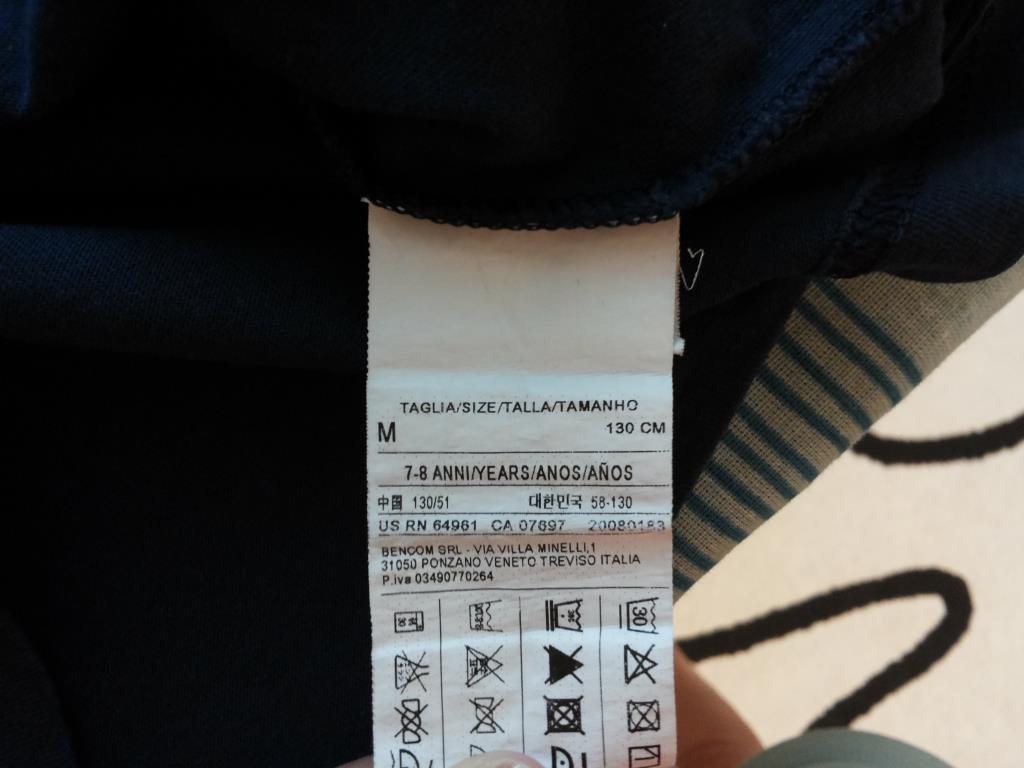 TAGLIA/SIZE/TALLA/TAMANHO
M 130 CM
7-8 ANNI/YEARS/ANOS/AÑOS
中国 130/51 대한민국 58-130
US RN 64961 CA 07697 20080183
BENCOM SRL - VIA VILLA MINELLI,1
31050 PONZANO VENETO TREVISO ITALIA
P.iva 03490770264
30